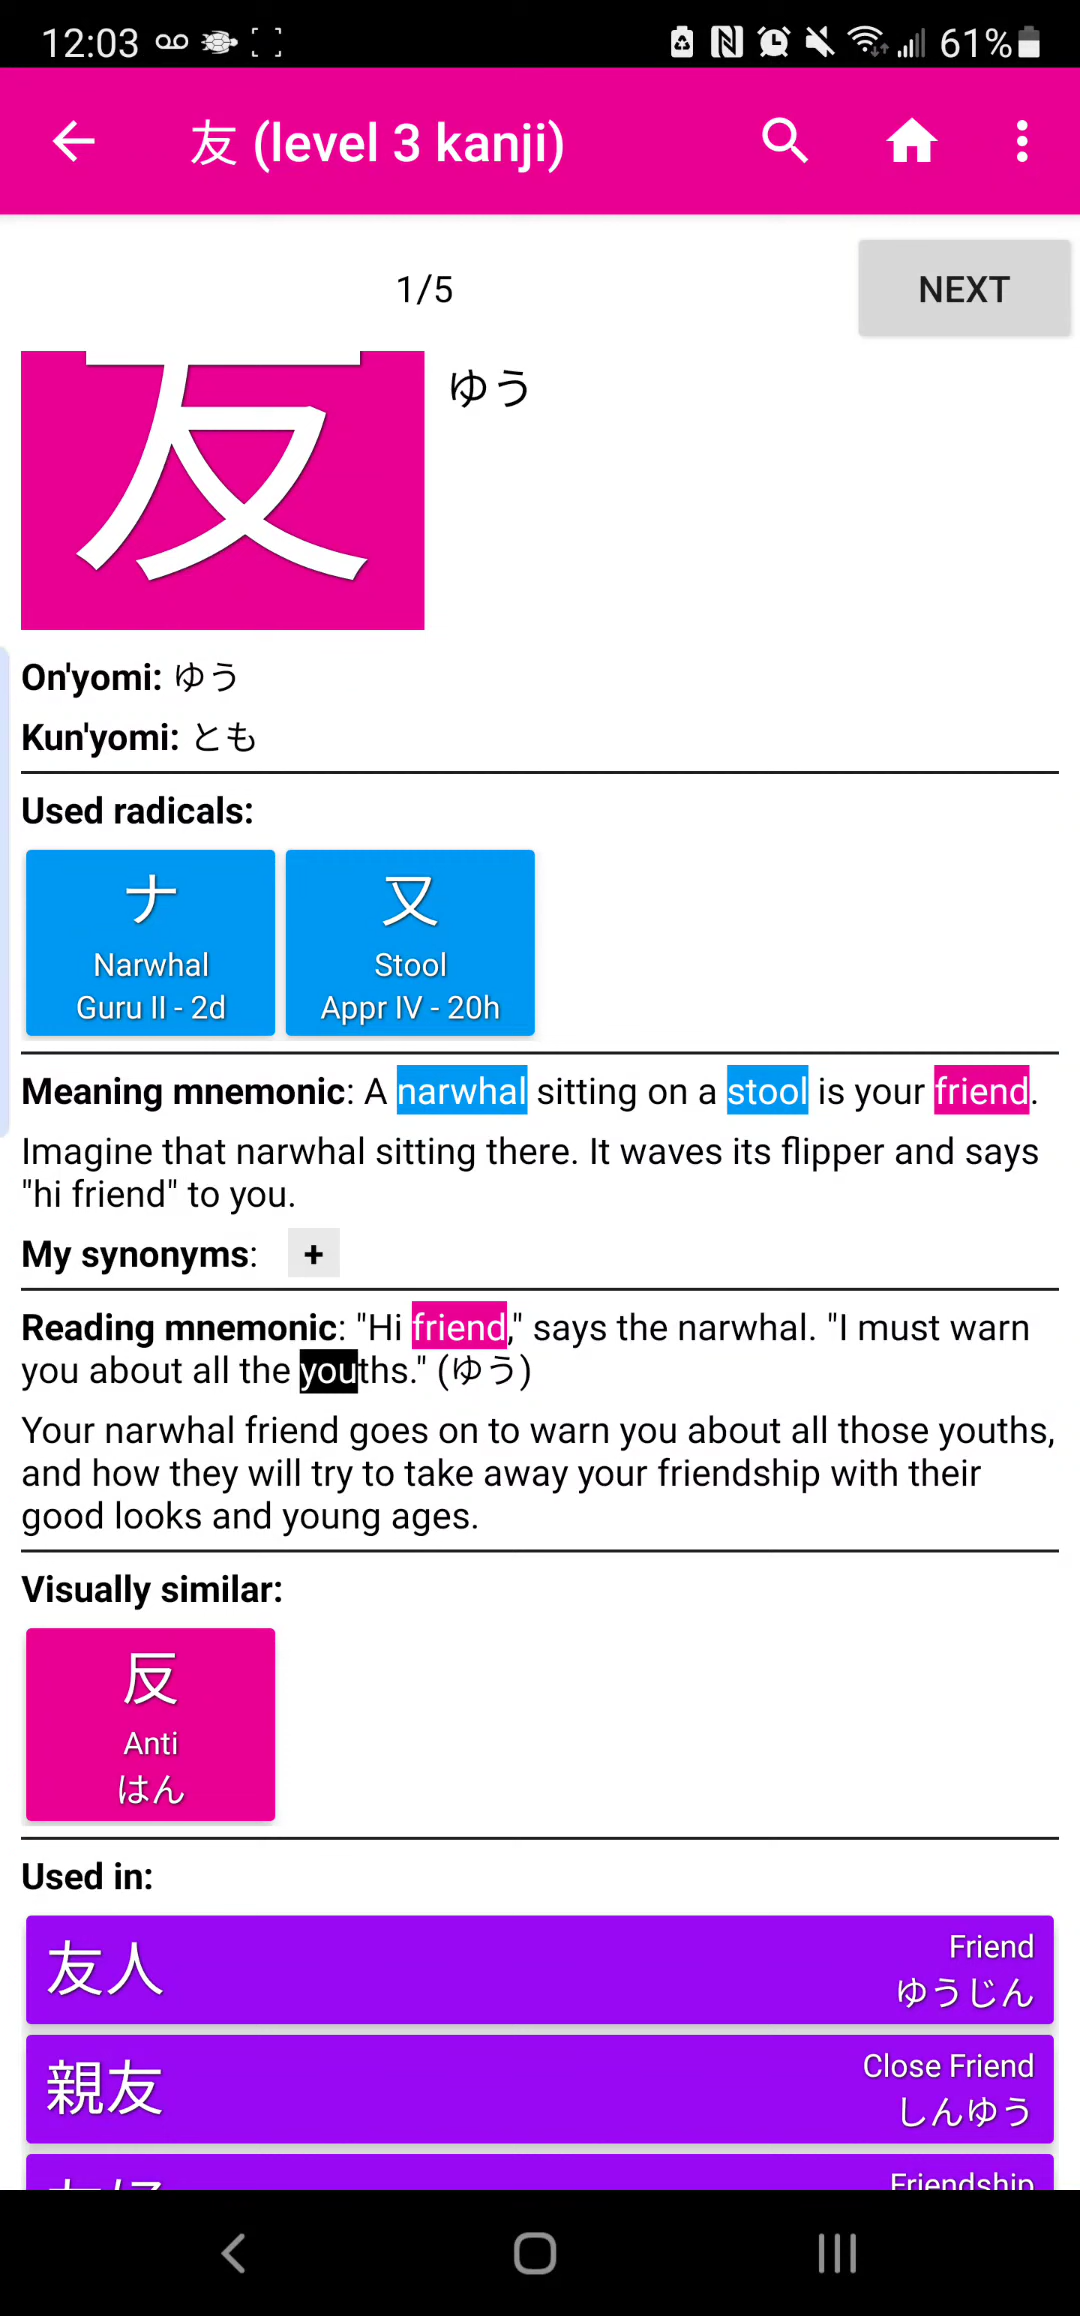 12:03 61%
友 (level 3 kanji)
1/5
NEXT
友
ゆう
On'yomi: ゆう
Kun'yomi: とも
Used radicals:
ナ
Narwhal
Guru II - 2d
又
Stool
Appr IV - 20h
Meaning mnemonic: A narwhal sitting on a stool is your friend.
Imagine that narwhal sitting there. It waves its flipper and says
"hi friend" to you.
My synonyms: +
Reading mnemonic: "Hi friend," says the narwhal. "I must warn
you about all the youths." (ゆう)
Your narwhal friend goes on to warn you about all those youths,
and how they will try to take away your friendship with their
good looks and young ages.
Visually similar:
反
Anti
はん
Used in:
友人
Friend
ゆうじん
親友
Close Friend
しんゆう
Friendship